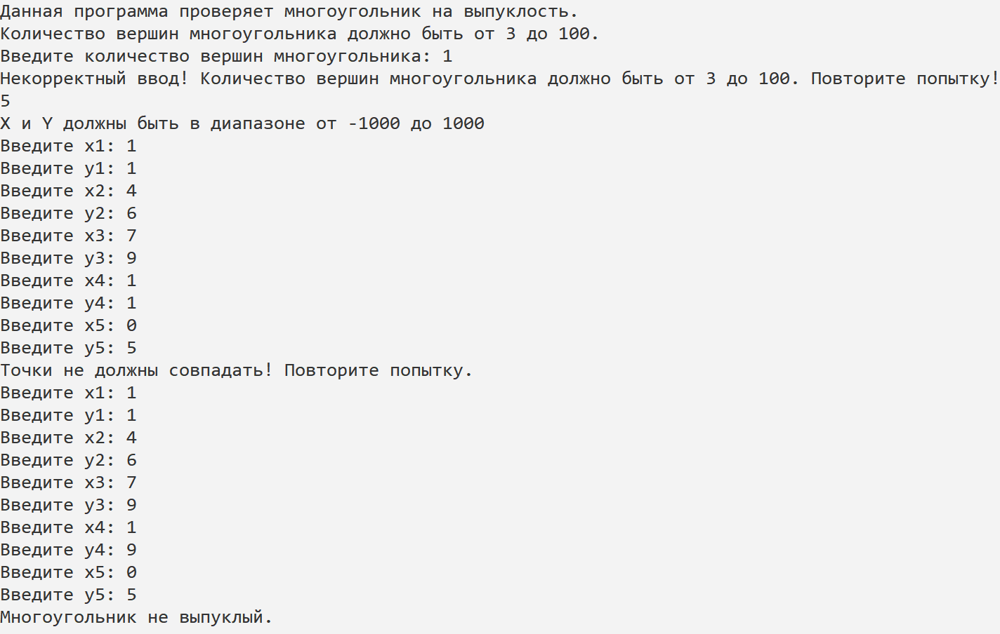 Данная программа проверяет многоугольник на выпуклость.
Количество вершин многоугольника должно быть от 3 до 100.
Введите количество вершин многоугольника: 1
Некорректный ввод! Количество вершин многоугольника должно быть от 3 до 100. Повторите попытку!
5
X и Y должны быть в диапазоне от -1000 до 1000
Введите x1: 1
Введите y1: 1
Введите x2: 4
Введите y2: 6
Введите x3: 7
Введите y3: 9
Введите x4: 1
Введите y4: 1
Введите x5: 0
Введите y5: 5
Точки не должны совпадать! Повторите попытку.
Введите x1: 1
Введите y1: 1
Введите x2: 4
Введите y2: 6
Введите x3: 7
Введите y3: 9
Введите x4: 1
Введите y4: 9
Введите x5: 0
Введите y5: 5
Многоугольник не выпуклый.